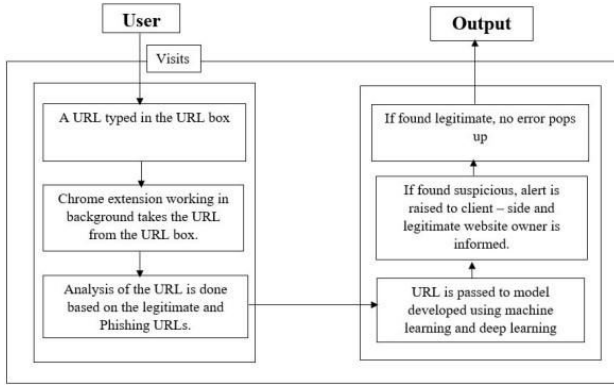 User
Visits
A URL typed in the URL box
Chrome extension working in
background takes the URL
from the URL box.
Analysis of the URL is done
based on the legitimate and
Phishing URLs.
Output
If found legitimate, no error pops
up
If found suspicious, alert is
raised to client – side and
legitimate website owner is
informed.
URL is passed to model
developed using machine
learning and deep learning